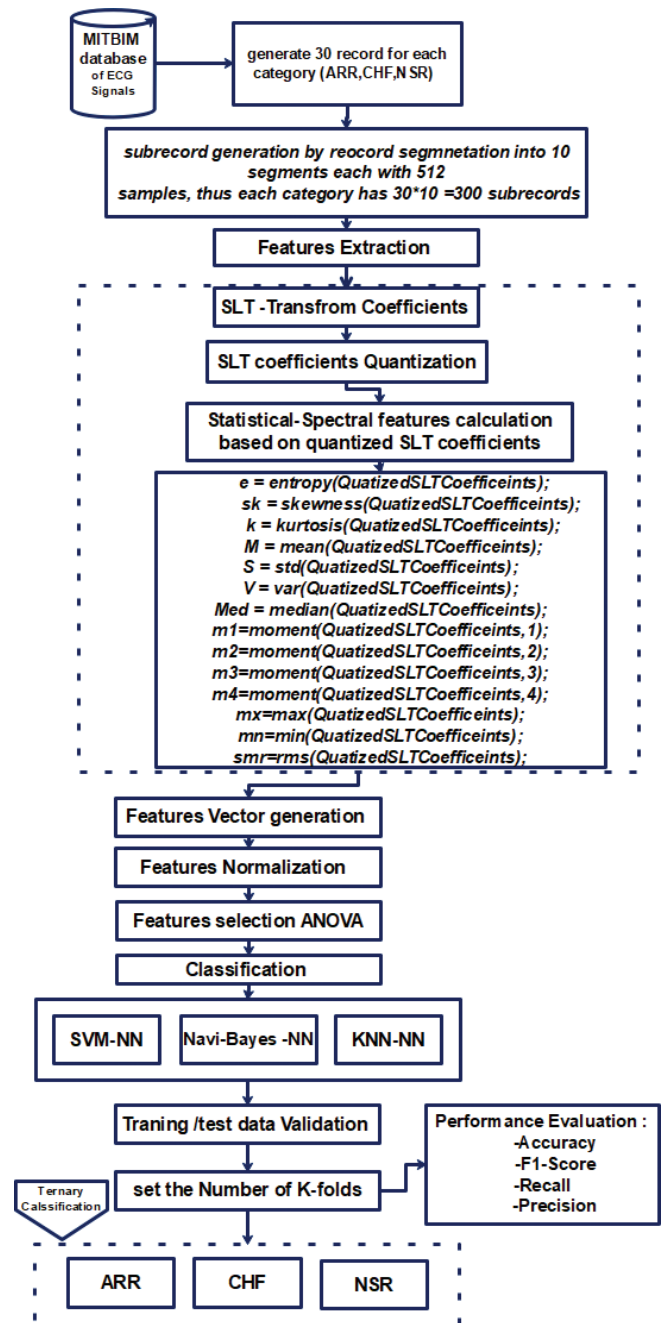 MITBIM
database
of ECG
Signals
generate 30 record for each
category (ARR,CHF,NSR)
subrecord generation by reocord segmnetation into 10
segments each with 512
samples, thus each category has 30*10 =300 subrecords
Features Extraction
SLT -Transfrom Coefficients
SLT coefficients Quantization
Statistical-Spectral features calculation
based on quantized SLT coefficients
e = entropy(QuatizedSLTCoefficeints);
sk = skewness(QuatizedSLTCoefficeints);
k = kurtosis(QuatizedSLTCoefficeints);
M = mean(QuatizedSLTCoefficeints);
S = std(QuatizedSLTCoefficeints);
V = var(QuatizedSLTCoefficeints);
Med = median(QuatizedSLTCoefficeints);
m1=moment(QuatizedSLTCoefficeints,1);
m2=moment(QuatizedSLTCoefficeints,2);
m3=moment(QuatizedSLTCoefficeints,3);
m4=moment(QuatizedSLTCoefficeints,4);
mx=max(QuatizedSLTCoefficeints);
mn=min(QuatizedSLTCoefficeints);
smr=rms(QuatizedSLTCoefficeints);
Features Vector generation
Features Normalization
Features selection ANOVA
Classification
SVM-NN
Navi-Bayes -NN
KNN-NN
Traning /test data Validation
Performance Evaluation :
-Accuracy
-F1-Score
-Recall
-Precision
set the Number of K-folds
Ternary
Calssification
ARR
CHF
NSR